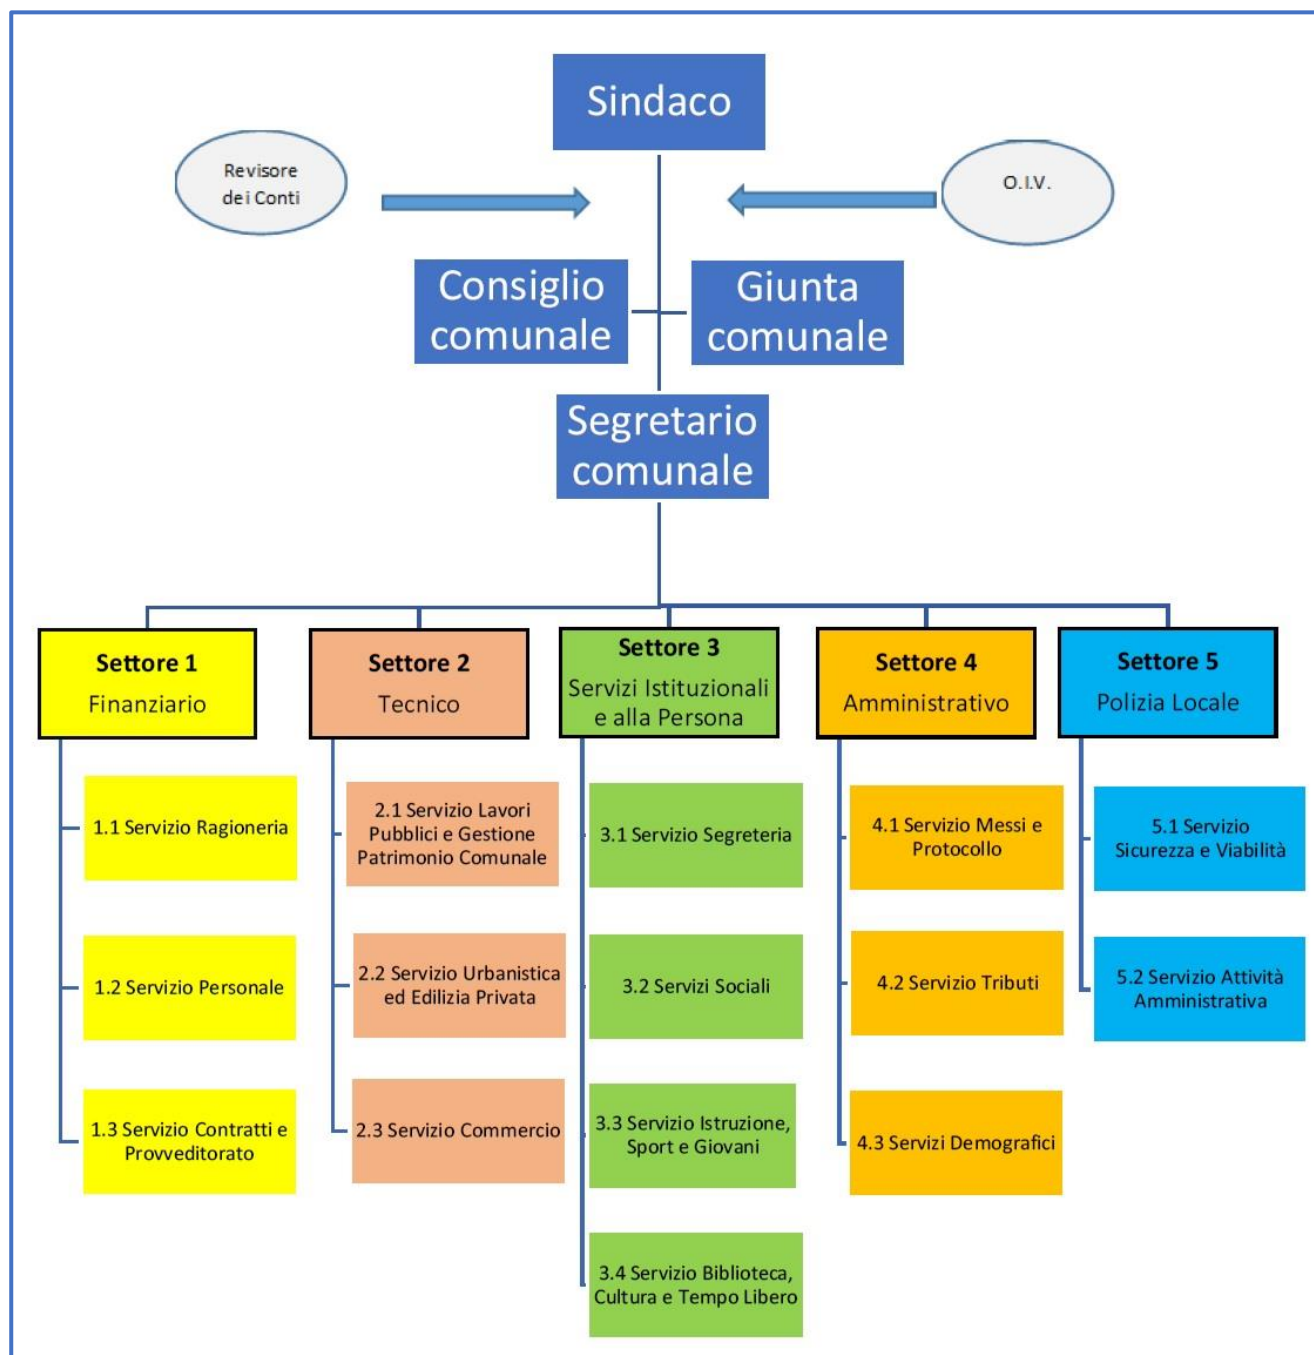 Sindaco
Revisore
dei Conti
O.I.V.
Consiglio
comunale
Giunta
comunale
Segretario
comunale
Settore 1
Finanziario
Settore 2
Tecnico
Settore 3
Servizi Istituzionali
e alla Persona
Settore 4
Amministrativo
Settore 5
Polizia Locale
1.1 Servizio Ragioneria
1.2 Servizio Personale
1.3 Servizio Contratti e
Provveditorato
2.1 Servizio Lavori
Pubblici e Gestione
Patrimonio Comunale
2.2 Servizio Urbanistica
ed Edilizia Privata
2.3 Servizio Commercio
3.1 Servizio Segreteria
3.2 Servizi Sociali
3.3 Servizio Istruzione,
Sport e Giovani
3.4 Servizio Biblioteca,
Cultura e Tempo Libero
4.1 Servizio Messi e
Protocollo
4.2 Servizio Tributi
4.3 Servizi Demografici
5.1 Servizio
Sicurezza e Viabilità
5.2 Servizio Attività
Amministrativa